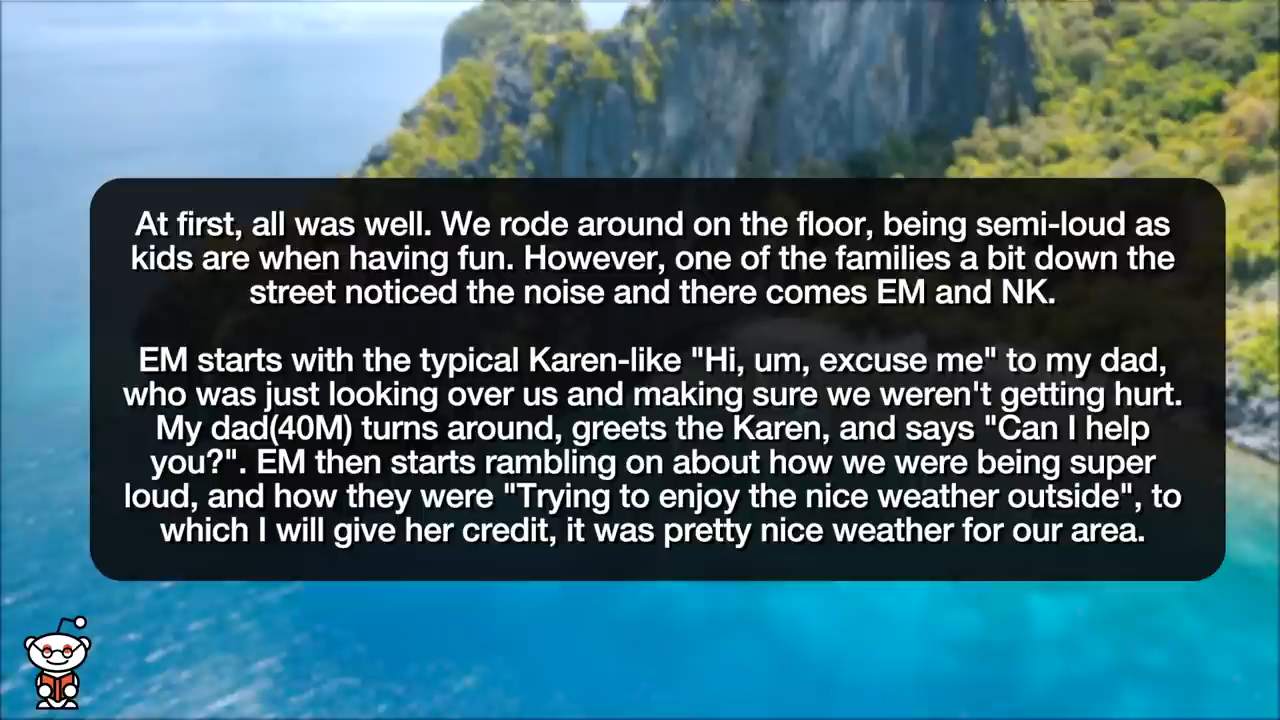 At first, all was well. We rode around on the floor, being semi-loud as
kids are when having fun. However, one of the families a bit down the
street noticed the noise and there comes EM and NK.
EM starts with the typical Karen-like "Hi, um, excuse me" to my dad,
who was just looking over us and making sure we weren't getting hurt.
My dad(40M) turns around, greets the Karen, and says "Can I help
you?". EM then starts rambling on about how we were being super
loud, and how they were "Trying to enjoy the nice weather outside", to
which I will give her credit, it was pretty nice weather for our area.